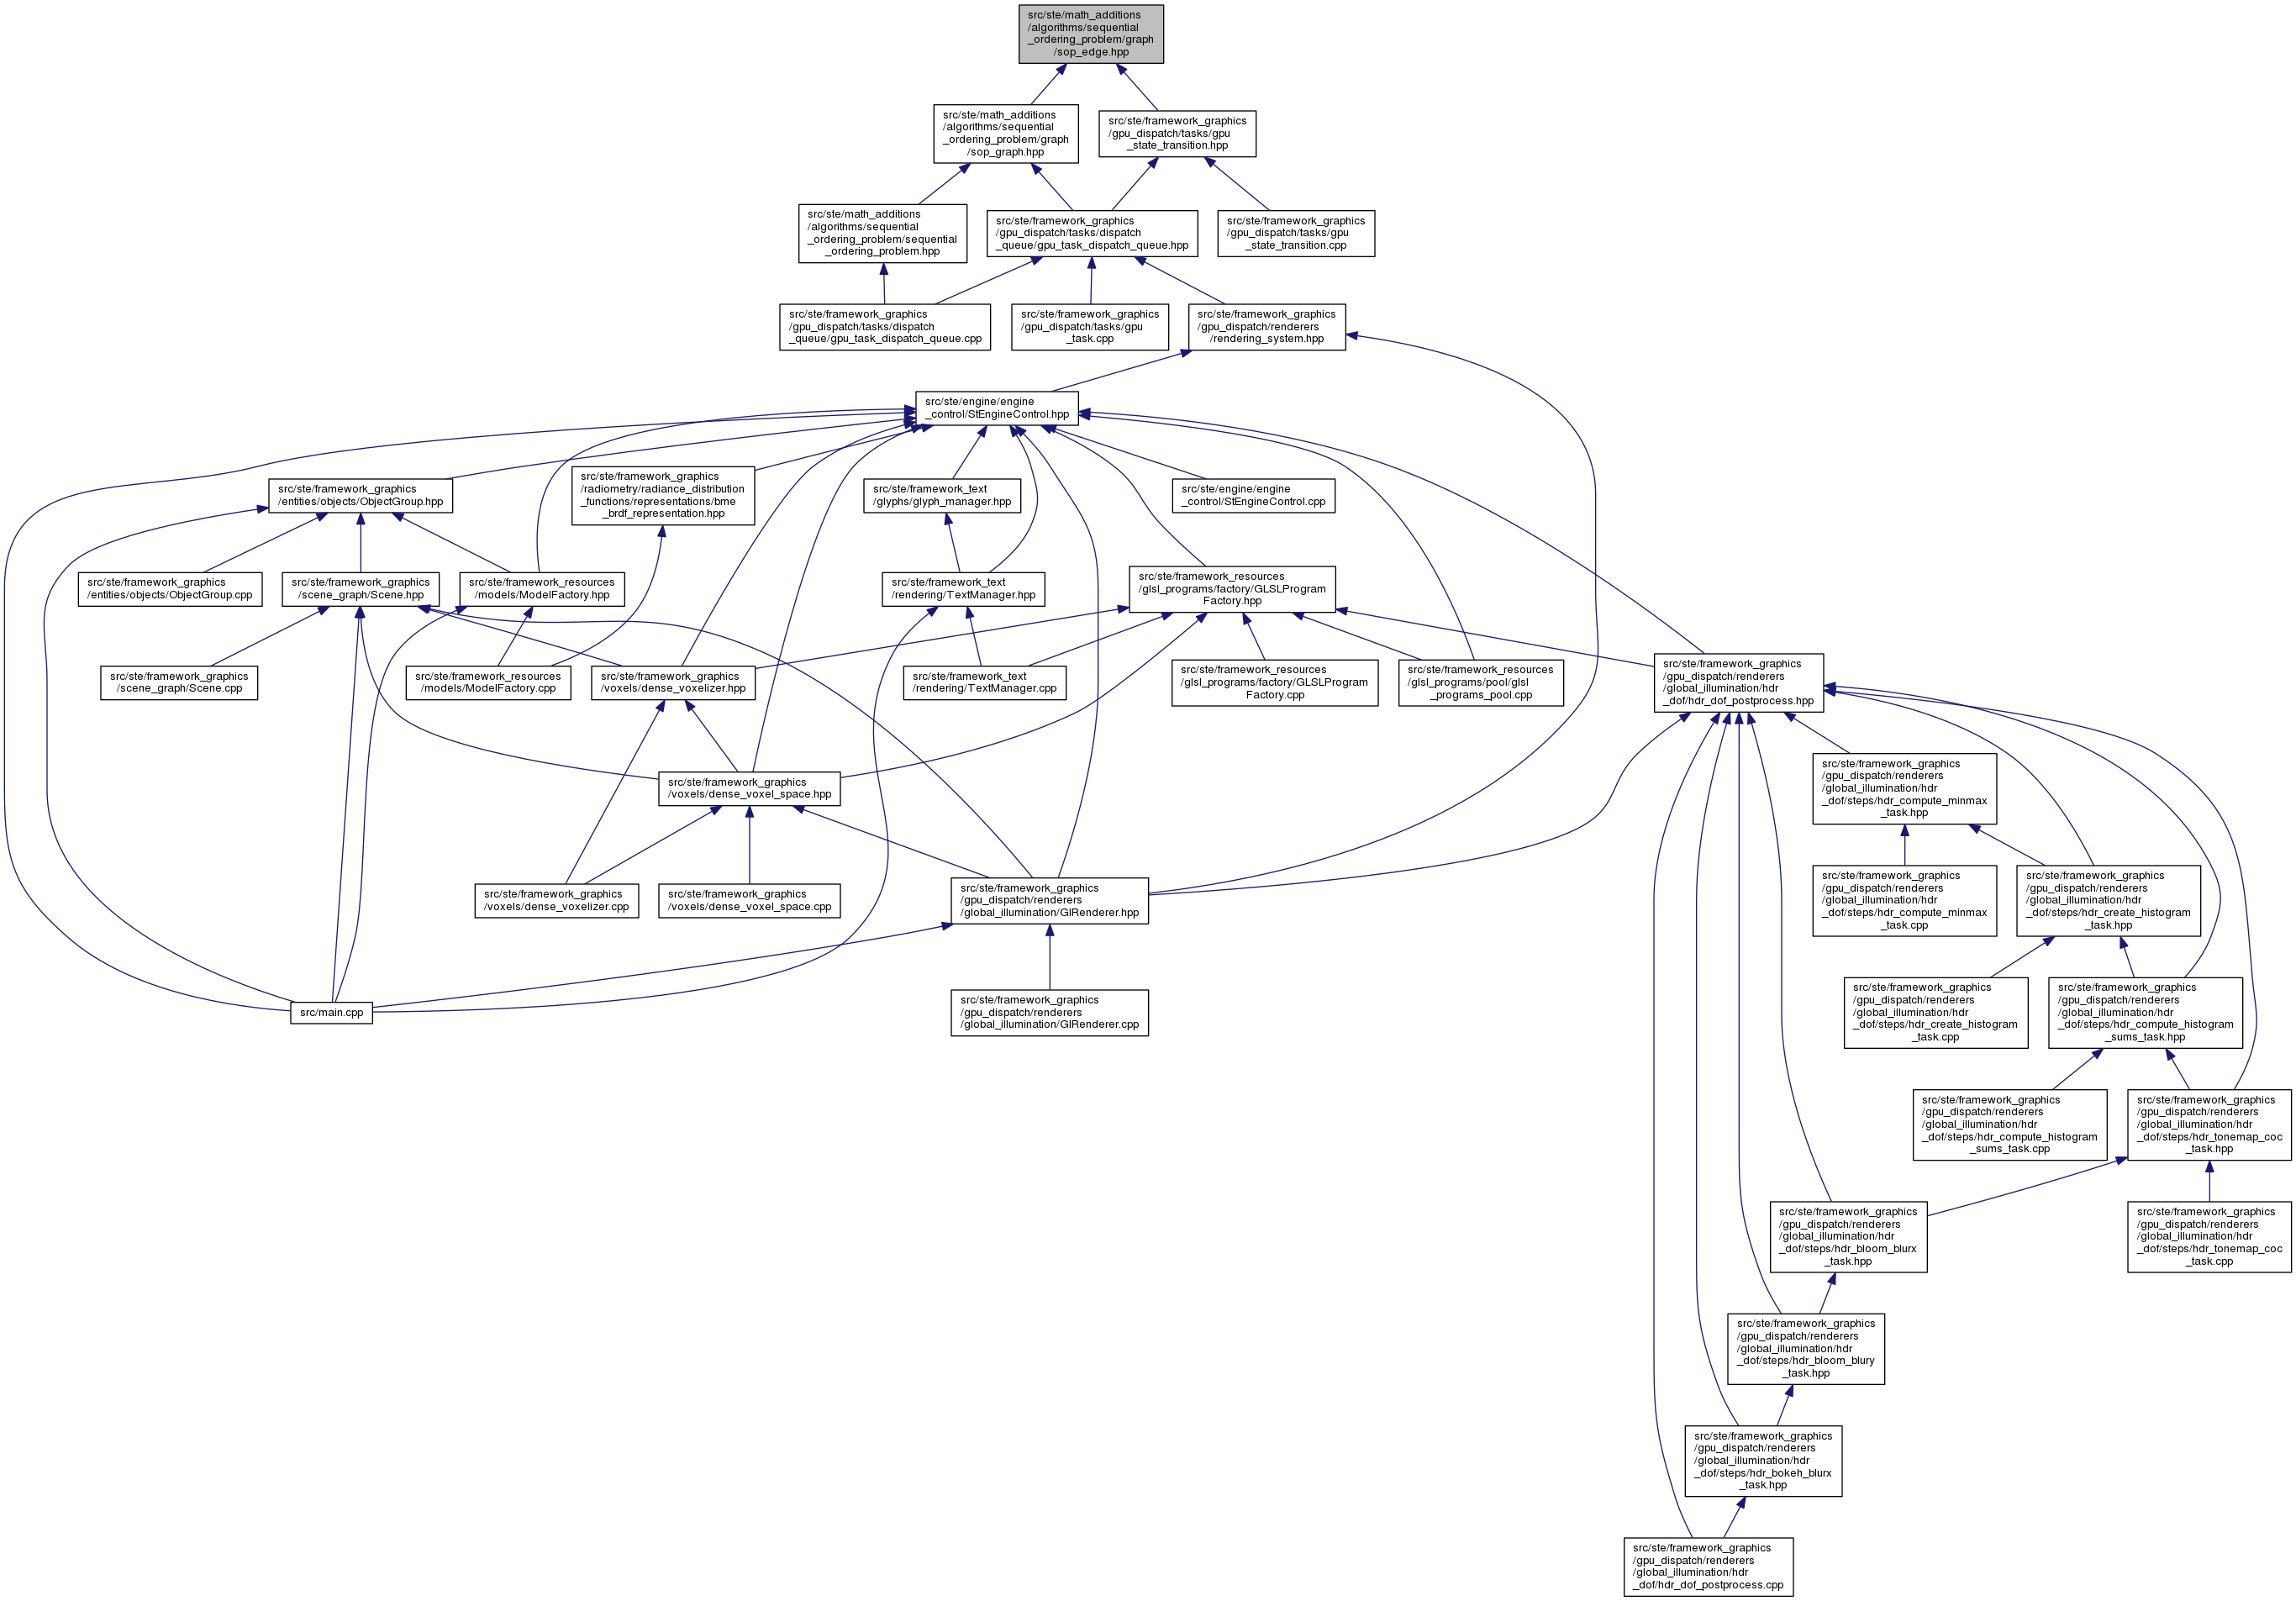 src/ste/math_additions
/algorithms/sequential
_ordering_problem/graph
/sop_edge.hpp
src/ste/math_additions
/algorithms/sequential
_ordering_problem/graph
/sop_graph.hpp
src/ste/framework_graphics
/gpu_dispatch/tasks/gpu
_state_transition.hpp
src/ste/math_additions
/algorithms/sequential
_ordering_problem/sequential
_ordering_problem.hpp
src/ste/framework_graphics
/gpu_dispatch/tasks/dispatch
_queue/gpu_task_dispatch_queue.hpp
src/ste/framework_graphics
/gpu_dispatch/tasks/gpu
_state_transition.cpp
src/ste/framework_graphics
/gpu_dispatch/tasks/dispatch
_queue/gpu_task_dispatch_queue.cpp
src/ste/framework_graphics
/gpu_dispatch/tasks/gpu
_task.cpp
src/ste/framework_graphics
/gpu_dispatch/renderers
/rendering_system.hpp
src/ste/engine/engine
_control/StEngineControl.hpp
src/ste/framework_graphics
/entities/objects/ObjectGroup.hpp
src/ste/framework_graphics
/radiometry/radiance_distribution
_functions/representations/bme
_brdf_representation.hpp
src/ste/framework_text
/glyphs/glyph_manager.hpp
src/ste/engine/engine
_control/StEngineControl.cpp
src/ste/framework_graphics
/entities/objects/ObjectGroup.cpp
src/ste/framework_graphics
/scene_graph/Scene.hpp
src/ste/framework_resources
/models/ModelFactory.hpp
src/ste/framework_text
/rendering/TextManager.hpp
src/ste/framework_resources
/glsl_programs/factory/GLSLProgram
Factory.hpp
src/ste/framework_graphics
/scene_graph/Scene.cpp
src/ste/framework_resources
/models/ModelFactory.cpp
src/ste/framework_graphics
/voxels/dense_voxelizer.hpp
src/ste/framework_text
/rendering/TextManager.cpp
src/ste/framework_resources
/glsl_programs/factory/GLSLProgram
Factory.cpp
src/ste/framework_resources
/glsl_programs/pool/glsl
_programs_pool.cpp
src/ste/framework_graphics
/gpu_dispatch/renderers
/global_illumination/hdr
_dof/hdr_dof_postprocess.hpp
src/ste/framework_graphics
/voxels/dense_voxel_space.hpp
src/ste/framework_graphics
/gpu_dispatch/renderers
/global_illumination/hdr
_dof/steps/hdr_compute_minmax
_task.hpp
src/ste/framework_graphics
/voxels/dense_voxelizer.cpp
src/ste/framework_graphics
/voxels/dense_voxel_space.cpp
src/ste/framework_graphics
/gpu_dispatch/renderers
/global_illumination/GIRenderer.hpp
src/ste/framework_graphics
/gpu_dispatch/renderers
/global_illumination/hdr
_dof/steps/hdr_compute_minmax
_task.cpp
src/ste/framework_graphics
/gpu_dispatch/renderers
/global_illumination/hdr
_dof/steps/hdr_create_histogram
_task.hpp
src/main.cpp
src/ste/framework_graphics
/gpu_dispatch/renderers
/global_illumination/GIRenderer.cpp
src/ste/framework_graphics
/gpu_dispatch/renderers
/global_illumination/hdr
_dof/steps/hdr_create_histogram
_task.cpp
src/ste/framework_graphics
/gpu_dispatch/renderers
/global_illumination/hdr
_dof/steps/hdr_compute_histogram
_sums_task.hpp
src/ste/framework_graphics
/gpu_dispatch/renderers
/global_illumination/hdr
_dof/steps/hdr_compute_histogram
_sums_task.cpp
src/ste/framework_graphics
/gpu_dispatch/renderers
/global_illumination/hdr
_dof/steps/hdr_tonemap_coc
_task.hpp
src/ste/framework_graphics
/gpu_dispatch/renderers
/global_illumination/hdr
_dof/steps/hdr_bloom_blurx
_task.hpp
src/ste/framework_graphics
/gpu_dispatch/renderers
/global_illumination/hdr
_dof/steps/hdr_tonemap_coc
_task.cpp
src/ste/framework_graphics
/gpu_dispatch/renderers
/global_illumination/hdr
_dof/steps/hdr_bloom_blury
_task.hpp
src/ste/framework_graphics
/gpu_dispatch/renderers
/global_illumination/hdr
_dof/steps/hdr_bokeh_blurx
_task.hpp
src/ste/framework_graphics
/gpu_dispatch/renderers
/global_illumination/hdr
_dof/hdr_dof_postprocess.cpp